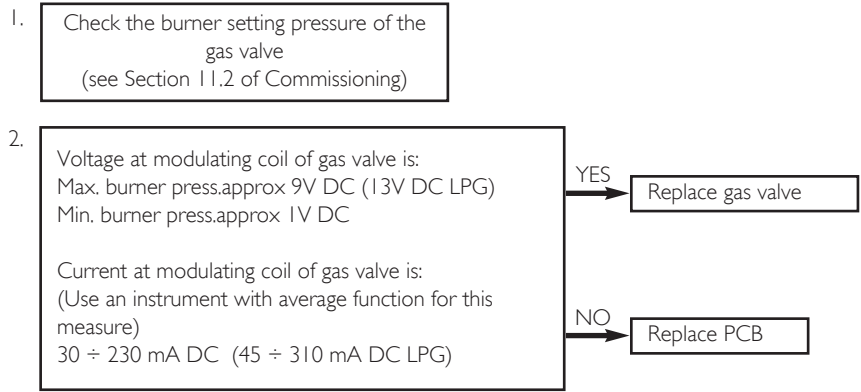 1.
Check the burner setting pressure of the
gas valve
(see Section 11.2 of Commissioning)
2.
Voltage at modulating coil of gas valve is:
Max. burner press.approx 9V DC (13V DC LPG)
Min. burner press.approx 1V DC
YES
Replace gas valve
Current at modulating coil of gas valve is:
(Use an instrument with average function for this
measure)
30 ÷ 230 mA DC (45 ÷ 310 mA DC LPG)
NO
Replace PCB